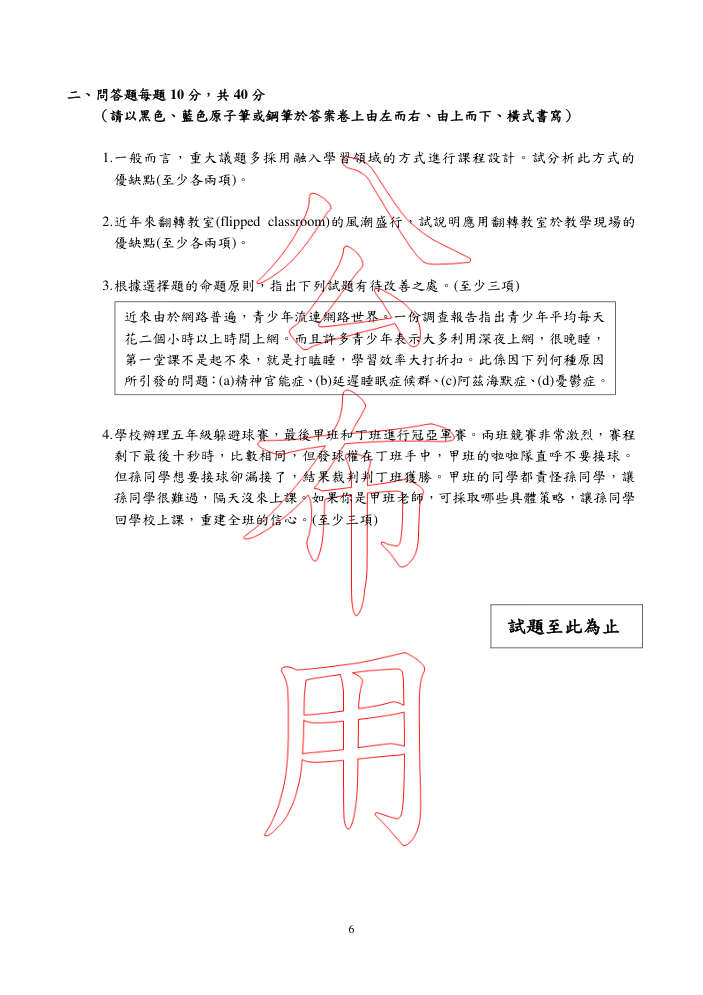 二、問答題每題 10 分，共 40 分
（請以黑色、藍色原子筆或鋼筆於答案卷上由左而右、由上而下、橫式書寫）
1.一般而言，重大議題多採用融入學習領域的方式進行課程設計。試分析此方式的
優缺點(至少各兩項)。
2.近年來翻轉教室(flipped classroom)的風潮盛行，試說明應用翻轉教室於教學現場的
優缺點(至少各兩項)。
3.根據選擇題的命題原則，指出下列試題有待改善之處。(至少三項)
近來由於網路普遍，青少年流連網路世界。一份調查報告指出青少年平均每天
花二個小時以上時間上網。而且許多青少年表示大多利用深夜上網，很晚睡，
第一堂課不是起不來，就是打瞌睡，學習效率大打折扣。此係因下列何種原因
所引發的問題：(a)精神官能症、(b)延遲睡眠症候群、(c)阿茲海默症、(d)憂鬱症。
4.學校辦理五年級躲避球賽，最後甲班和丁班進行冠亞軍賽。兩班競賽非常激烈，賽程
剩下最後十秒時，比數相同，但發球權在丁班手中，甲班的啦啦隊直呼不要接球。
但孫同學想要接球卻漏接了，結果裁判判丁班獲勝。甲班的同學都責怪孫同學，讓
孫同學很難過，隔天沒來上課。如果你是甲班老師，可採取哪些具體策略，讓孫同學
回學校上課，重建全班的信心。(至少三項)
試題至此為止
公布用
6